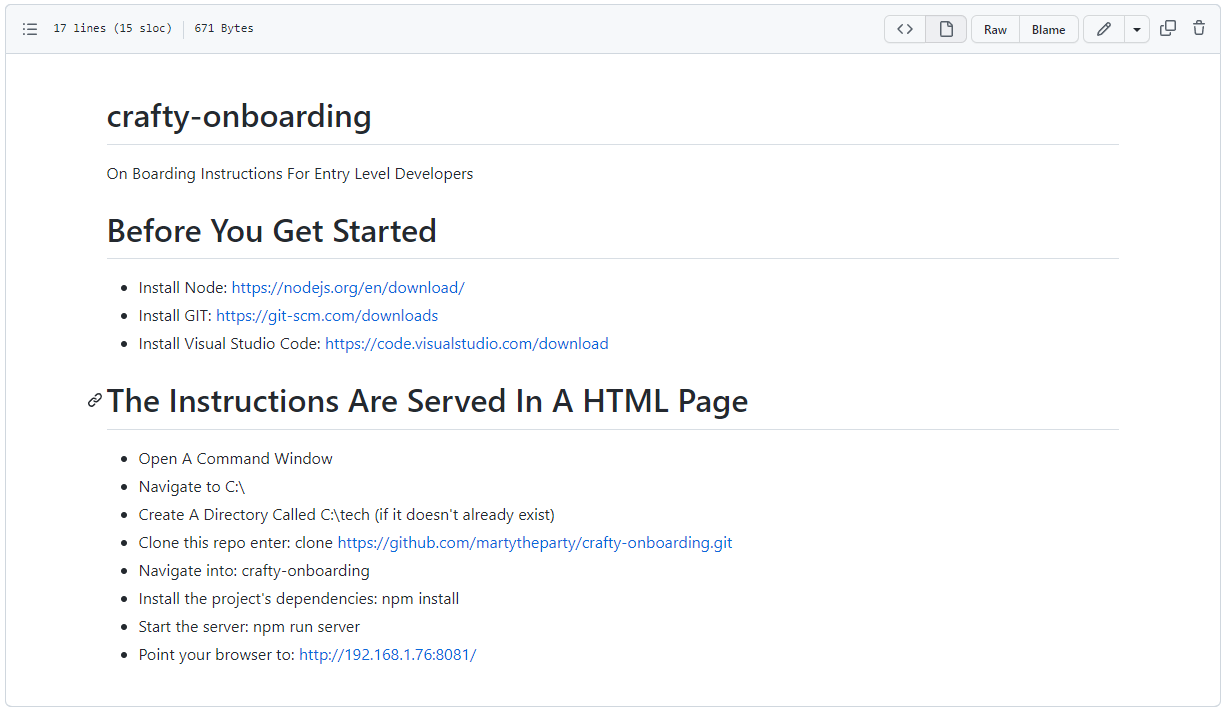 17 lines (15 sloc) 671 Bytes Raw Blame
crafty-onboarding
On Boarding Instructions For Entry Level Developers
Before You Get Started
Install Node: https://nodejs.org/en/download/
Install GIT: https://git-scm.com/downloads
Install Visual Studio Code: https://code.visualstudio.com/download
The Instructions Are Served In A HTML Page
Open A Command Window
Navigate to C:\
Create A Directory Called C:\tech (if it doesn't already exist)
Clone this repo enter: clone https://github.com/martytheparty/crafty-onboarding.git
Navigate into: crafty-onboarding
Install the project's dependencies: npm install
Start the server: npm run server
Point your browser to: http://192.168.1.76:8081/